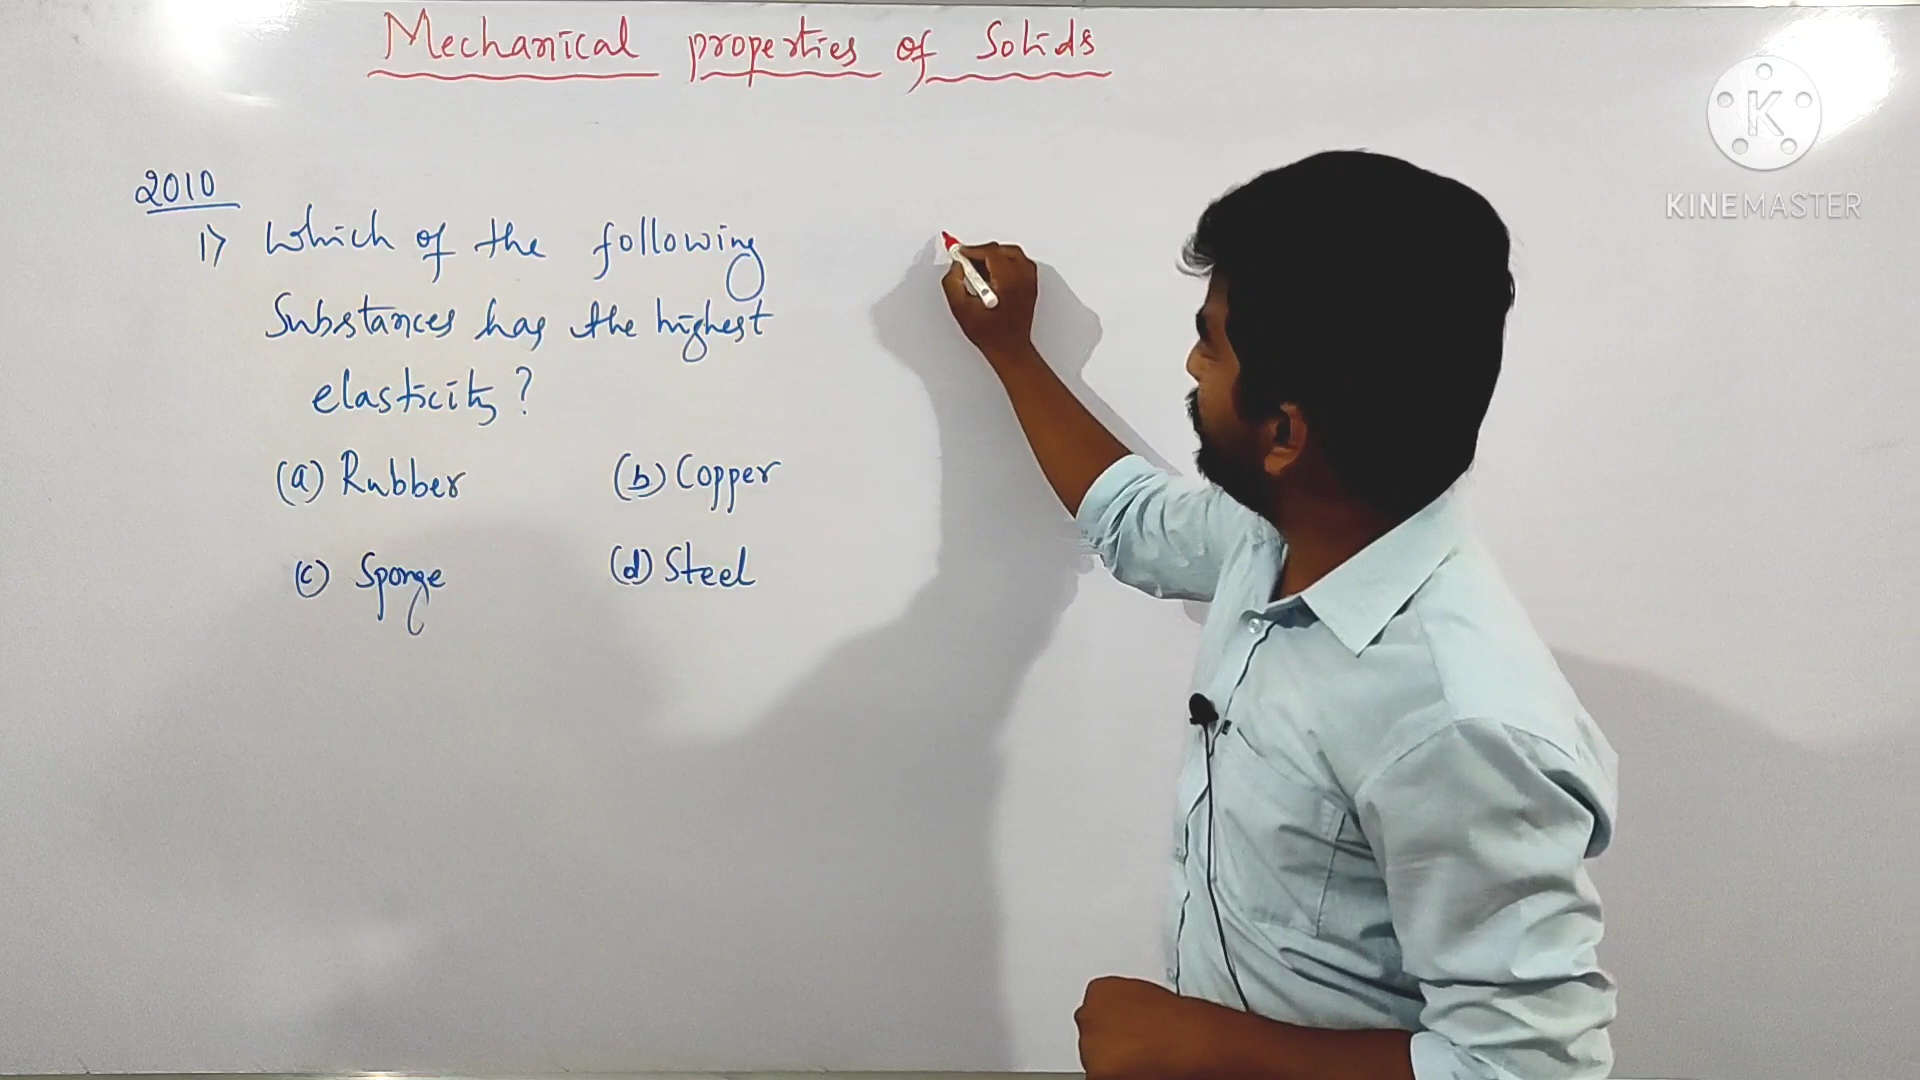 Mechanical properties of Solids
2010
1) Which of the following
Substances has the highest
elasticity?
(a) Rubber (b) Copper
(c) Sponge (d) Steel
K
KINEMASTER